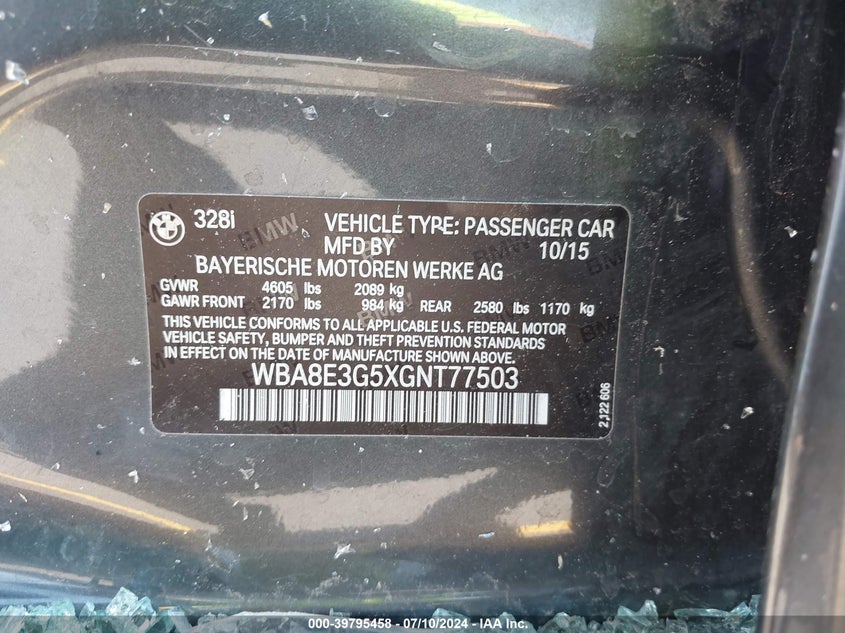 328i VEHICLE TYPE: PASSENGER CAR
MFD BY 10/15
BAYERISCHE MOTOREN WERKE AG
GVWR 4605 lbs 2089 kg
GAWR FRONT 2170 lbs 984 kg REAR 2580 lbs 1170 kg
THIS VEHICLE CONFORMS TO ALL APPLICABLE U.S. FEDERAL MOTOR
VEHICLE SAFETY, BUMPER AND THEFT PREVENTION STANDARDS
IN EFFECT ON THE DATE OF MANUFACTURE SHOWN ABOVE.
WBA8E3G5XGNT77503
2 122 606
000-39795458 - 07/10/2024 - IAA Inc.